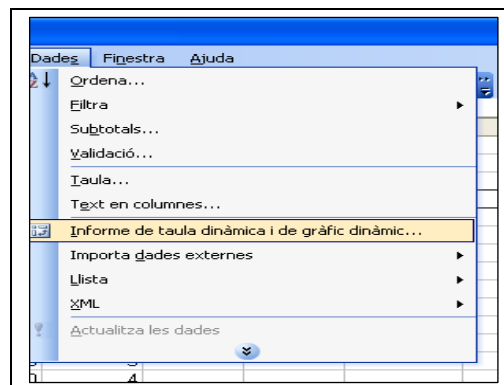 Dades Finestra Ajuda
Ordena...
Filtra
Subtotals...
Validació...
Taula...
Text en columnes...
Informe de taula dinàmica i de gràfic dinàmic...
Importa dades externes
Llista
XML
Actualitza les dades
4